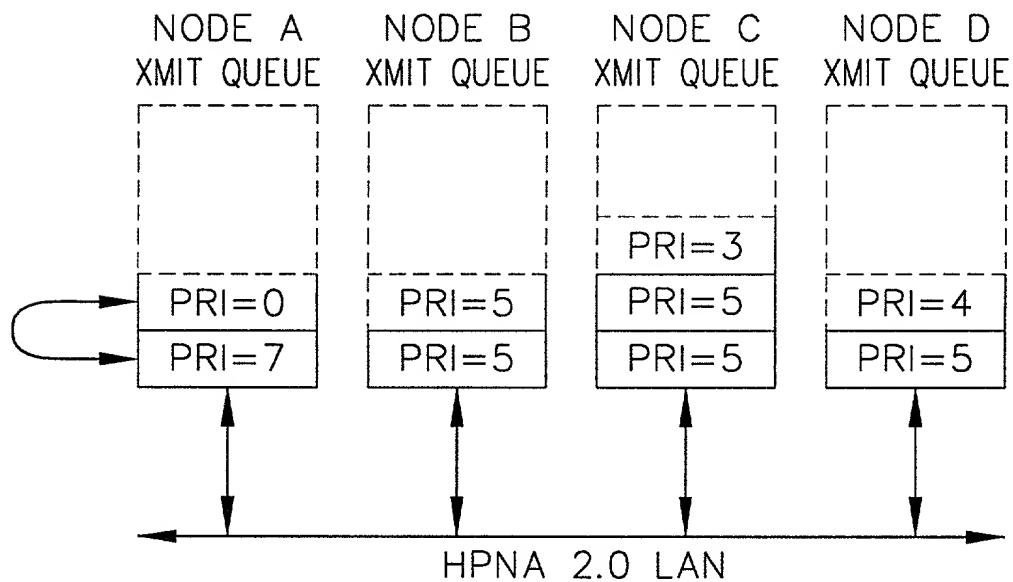 NODE A NODE B NODE C NODE D
XMIT QUEUE XMIT QUEUE XMIT QUEUE XMIT QUEUE
PRI=3
PRI=0 PRI=5 PRI=5 PRI=4
PRI=7 PRI=5 PRI=5 PRI=5
HPNA 2.0 LAN